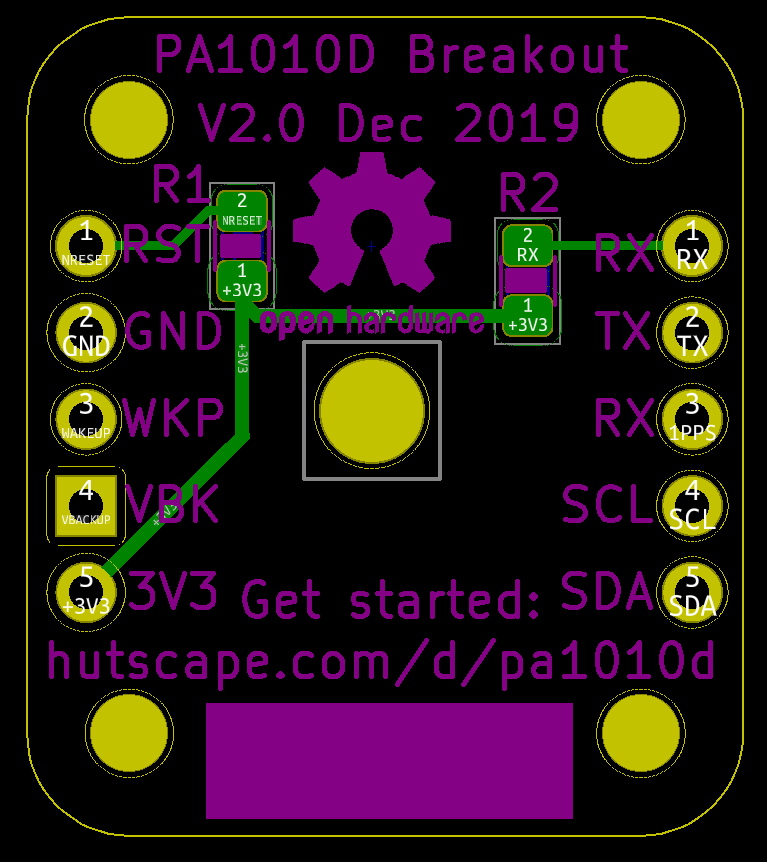 PA1010D Breakout
V2.0 Dec 2019
R1
R2
2
NRESET
1
+3V3
2
RX
1
+3V3
open hardware
+3V3
+3V3
+3V3
1
NRESET
RST
2
GND
GND
3
WAKEUP
WKP
4
VBACKUP
VBK
5
+3V3
3V3
RX
1
RX
TX
2
TX
RX
3
1PPS
SCL
4
SCL
SDA
5
SDA
Get started:
hutscape.com/d/pa1010d